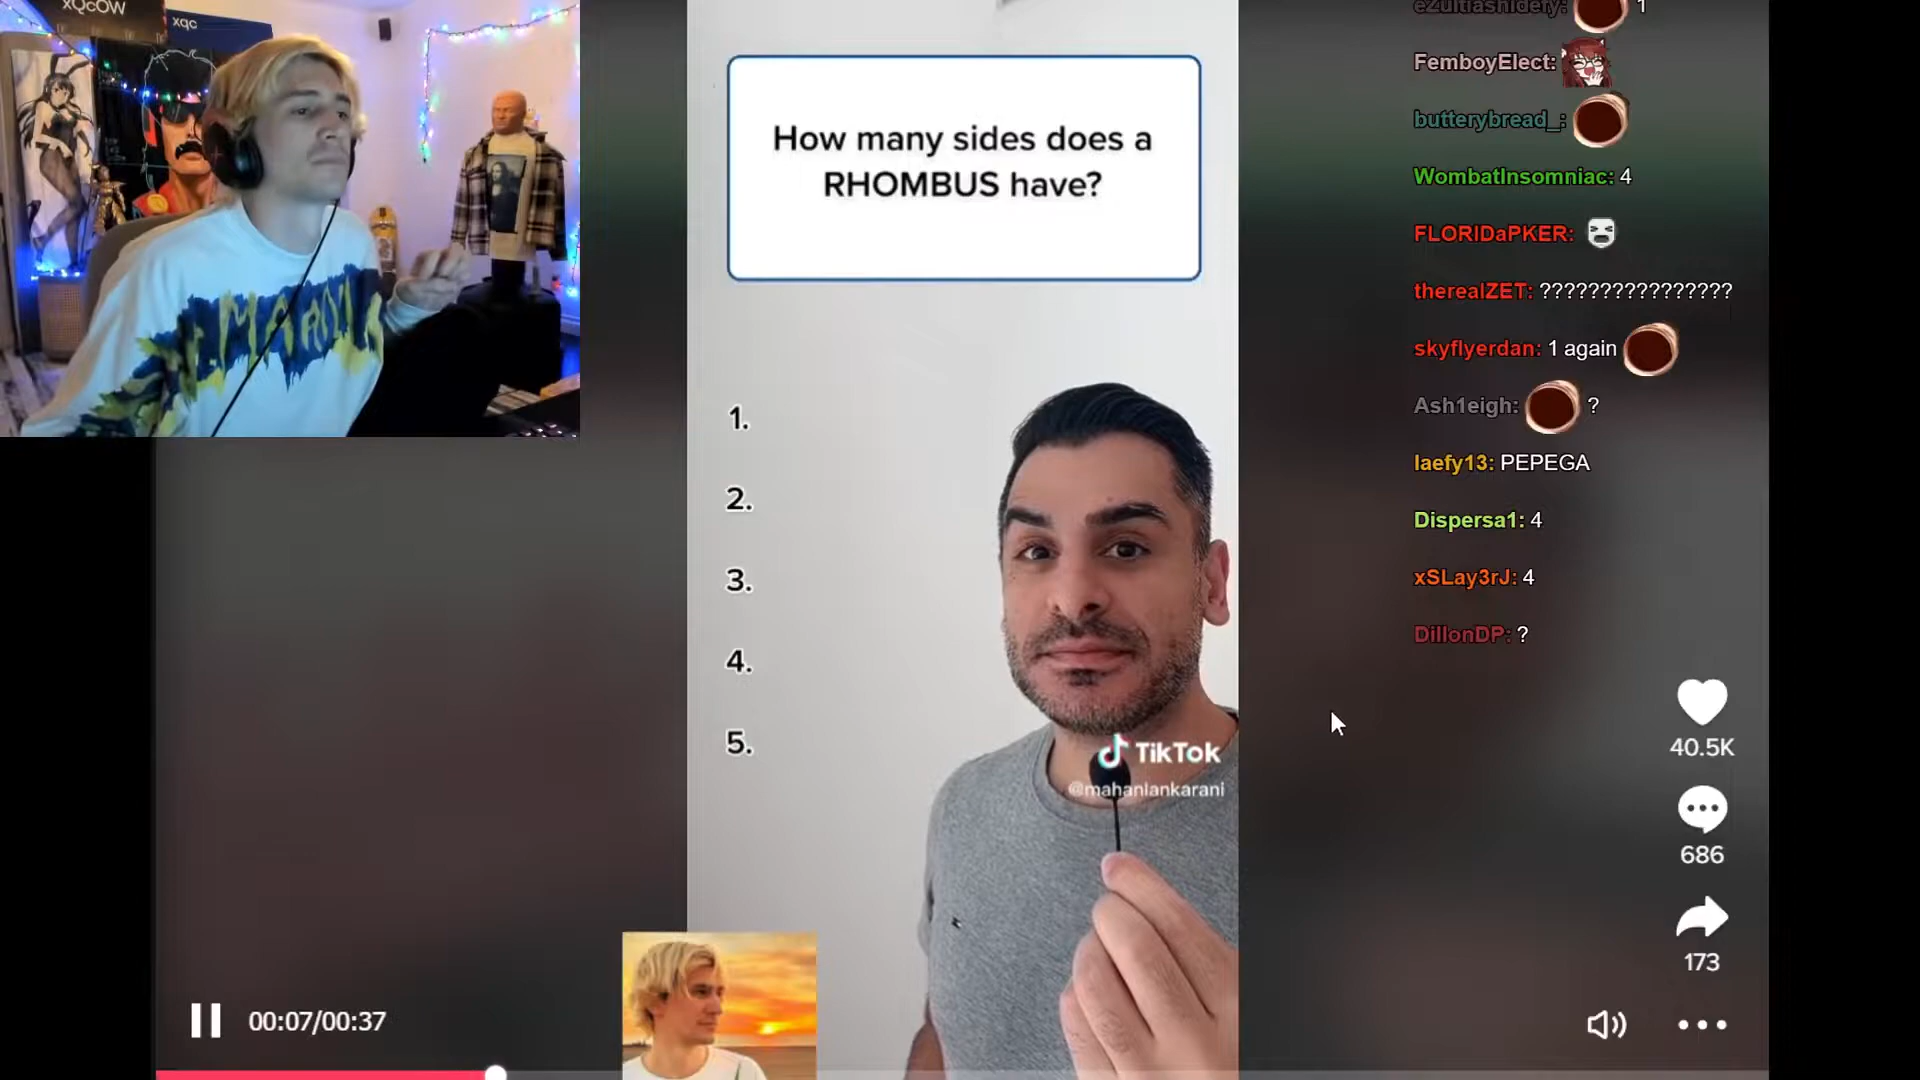 xQcOW
xqc
How many sides does a
RHOMBUS have?
1.
2.
3.
4.
5.
TikTok
@mahanlankarani
1
FemboyElect:
butterybread_:
WombatInsomniac: 4
FLORIDaPKER:
therealZET: ????????????????
skyflyerdan: 1 again
Ash1eigh: ?
laefy13: PEPEGA
Dispersa1: 4
xSLay3rJ: 4
DillonDP: ?
40.5K
686
173
00:07/00:37